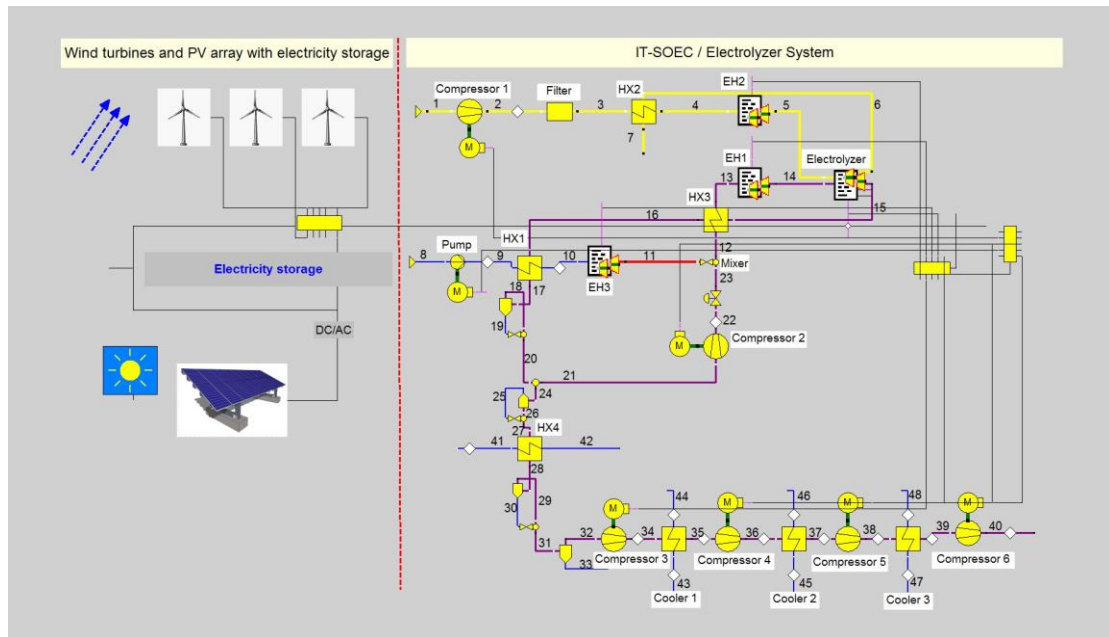 Wind turbines and PV array with electricity storage
IT-SOEC / Electrolyzer System
EH2
Compressor 1
Filter
HX2
1
2
3
4
5
6
7
M
EH1
Electrolyzer
13
14
HX3
15
16
HX1
12
Pump
8
9
10
11
Mixer
EH3
M
23
18
17
Electricity storage
22
19
M
Compressor 2
DC/AC
20
21
24
25
26
27
HX4
41
42
28
29
30
44
46
48
M
M
M
M
31
32
34
35
36
37
38
39
40
33
Compressor 3
Compressor 4
Compressor 5
Compressor 6
43
45
47
Cooler 1
Cooler 2
Cooler 3